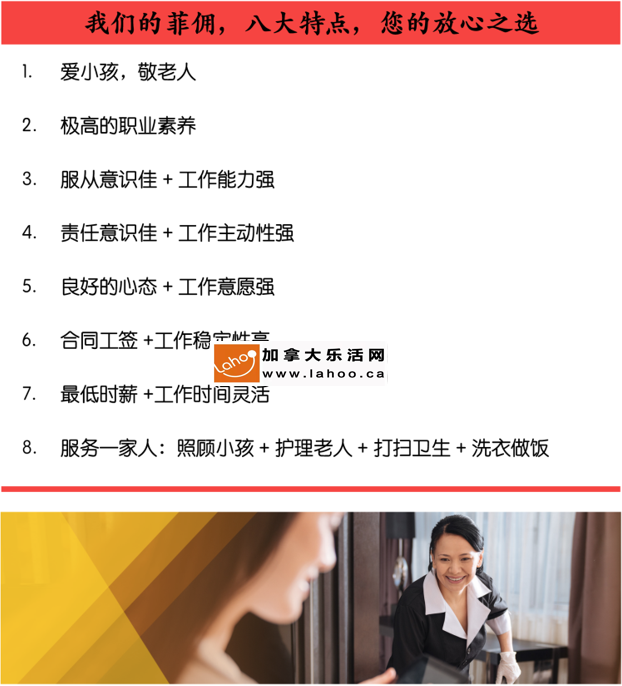 我们的菲佣，八大特点，您的放心之选
1. 爱小孩，敬老人
2. 极高的职业素养
3. 服从意识佳 + 工作能力强
4. 责任意识佳 + 工作主动性强
5. 良好的心态 + 工作意愿强
6. 合同工签 +工作稳定性高
Lahoo 加拿大乐活网
www.lahoo.ca
7. 最低时薪 +工作时间灵活
8. 服务一家人：照顾小孩 + 护理老人 + 打扫卫生 + 洗衣做饭